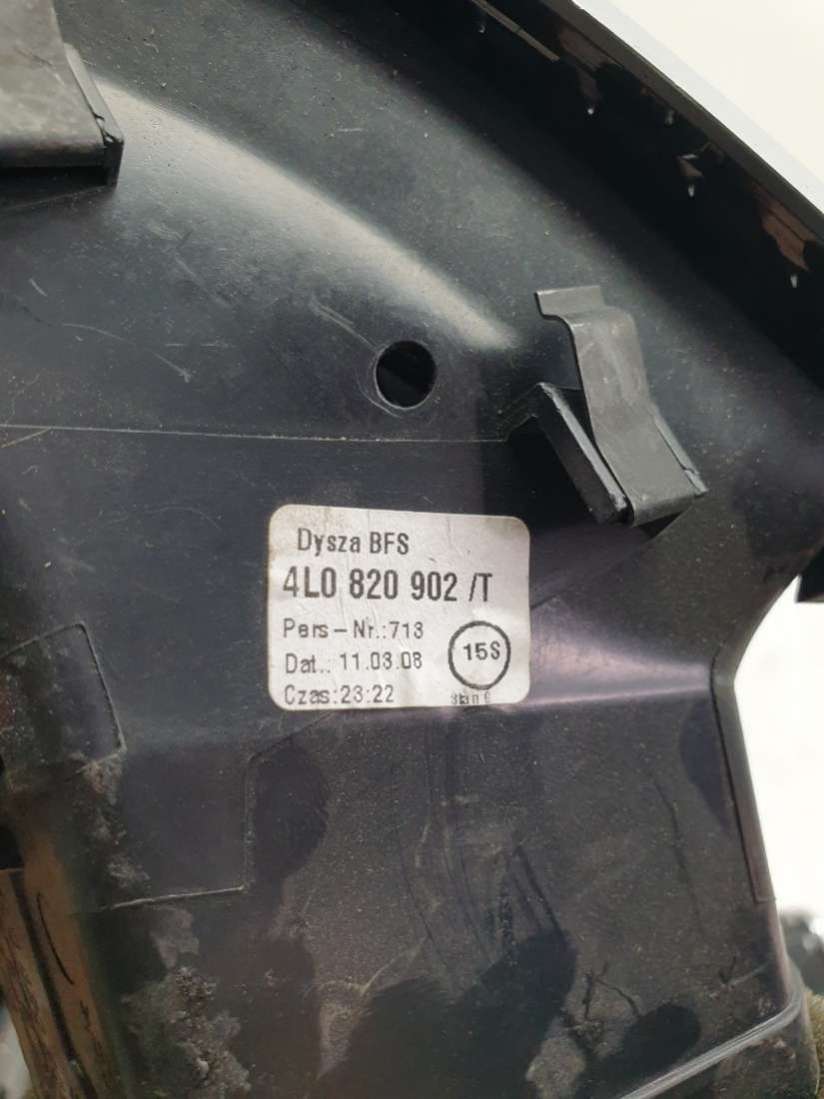 Dysza BFS
4L0 820 902 /T
Pers-Nr.:713
Dat.: 11.03.08
15S
Czas:23:22